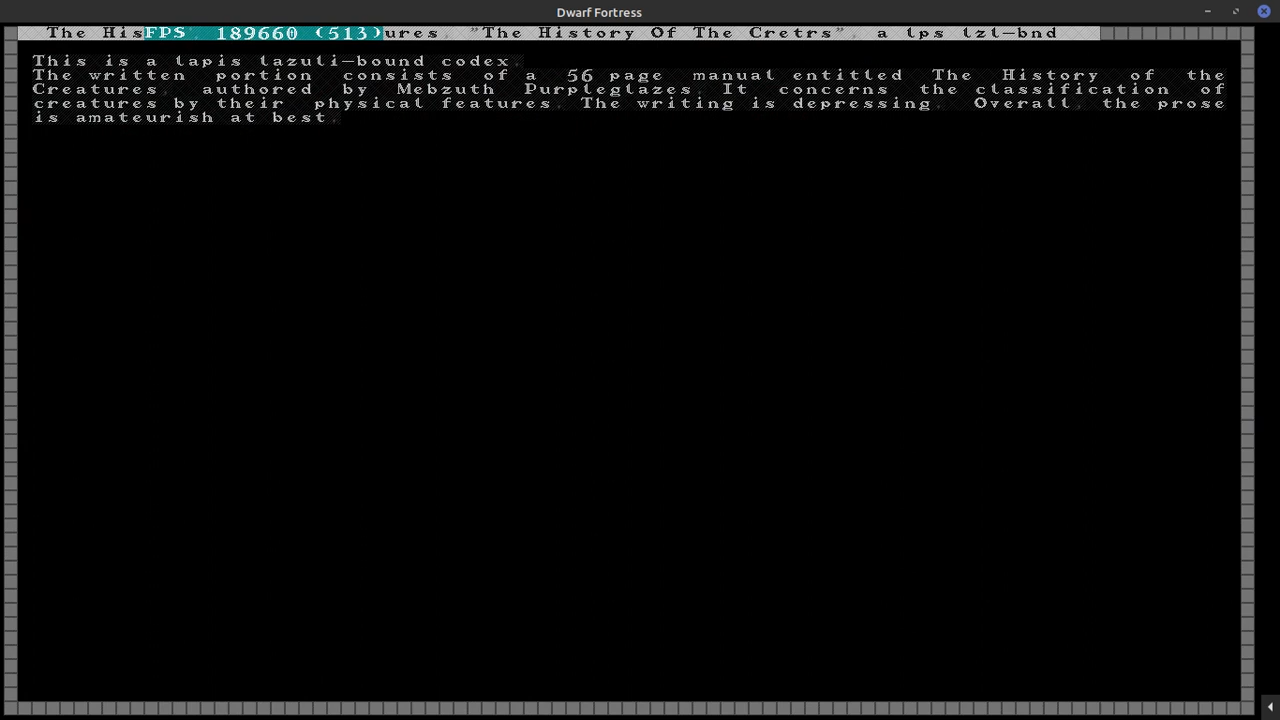 Dwarf Fortress
The HisFPS: 189660 (513)ures, "The History Of The Cretrs", a lps lzl-bnd
This is a lapis lazuli-bound codex.
The written portion consists of a 56 page manual entitled The History of the
Creatures, authored by Mebzuth Purpleglazes. It concerns the classification of
creatures by their physical features. The writing is depressing. Overall, the prose
is amateurish at best.